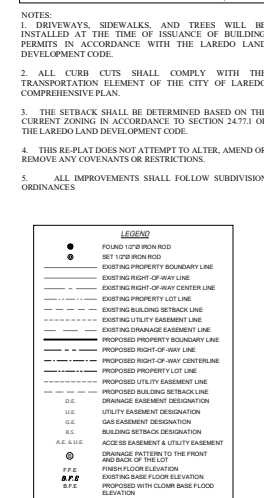 NOTES:
1. DRIVEWAYS, SIDEWALKS, AND TREES WILL BE
INSTALLED AT THE TIME OF ISSUANCE OF BUILDING
PERMITS IN ACCORDANCE WITH THE LAREDO LAND
DEVELOPMENT CODE.
2. ALL CURB CUTS SHALL COMPLY WITH THE
TRANSPORTATION ELEMENT OF THE CITY OF LAREDO
COMPREHENSIVE PLAN.
3. THE SETBACK SHALL BE DETERMINED BASED ON THE
CURRENT ZONING IN ACCORDANCE TO SECTION 24.77.1 OF
THE LAREDO LAND DEVELOPMENT CODE.
4. THIS RE-PLAT DOES NOT ATTEMPT TO ALTER, AMEND OR
REMOVE ANY COVENANTS OR RESTRICTIONS.
5. ALL IMPROVEMENTS SHALL FOLLOW SUBDIVISION
ORDINANCES
LEGEND
FOUND 1/2"Ø IRON ROD
SET 1/2"Ø IRON ROD
EXISTING PROPERTY BOUNDARY LINE
EXISTING RIGHT-OF-WAY LINE
EXISTING RIGHT-OF-WAY CENTER LINE
EXISTING PROPERTY LOT LINE
EXISTING BUILDING SETBACK LINE
EXISTING UTILITY EASEMENT LINE
EXISTING DRAINAGE EASEMENT LINE
PROPOSED PROPERTY BOUNDARY LINE
PROPOSED RIGHT-OF-WAY LINE
PROPOSED RIGHT-OF-WAY CENTERLINE
PROPOSED PROPERTY LOT LINE
PROPOSED UTILITY EASEMENT LINE
PROPOSED BUILDING SETBACK LINE
D.E. DRAINAGE EASEMENT DESIGNATION
U.E. UTILITY EASEMENT DESIGNATION
G.E. GAS EASEMENT DESIGNATION
B.S. BUILDING SETBACK DESIGNATION
A.E. & U.E. ACCESS EASEMENT & UTILITY EASEMENT
DRAINAGE PATTERN TO THE FRONT
AND BACK OF THE LOT
F.F.E FINISH FLOOR ELEVATION
B.F.E EXISTING BASE FLOOR ELEVATION
B.F.E PROPOSED WITH CLOMR BASE FLOOD
ELEVATION